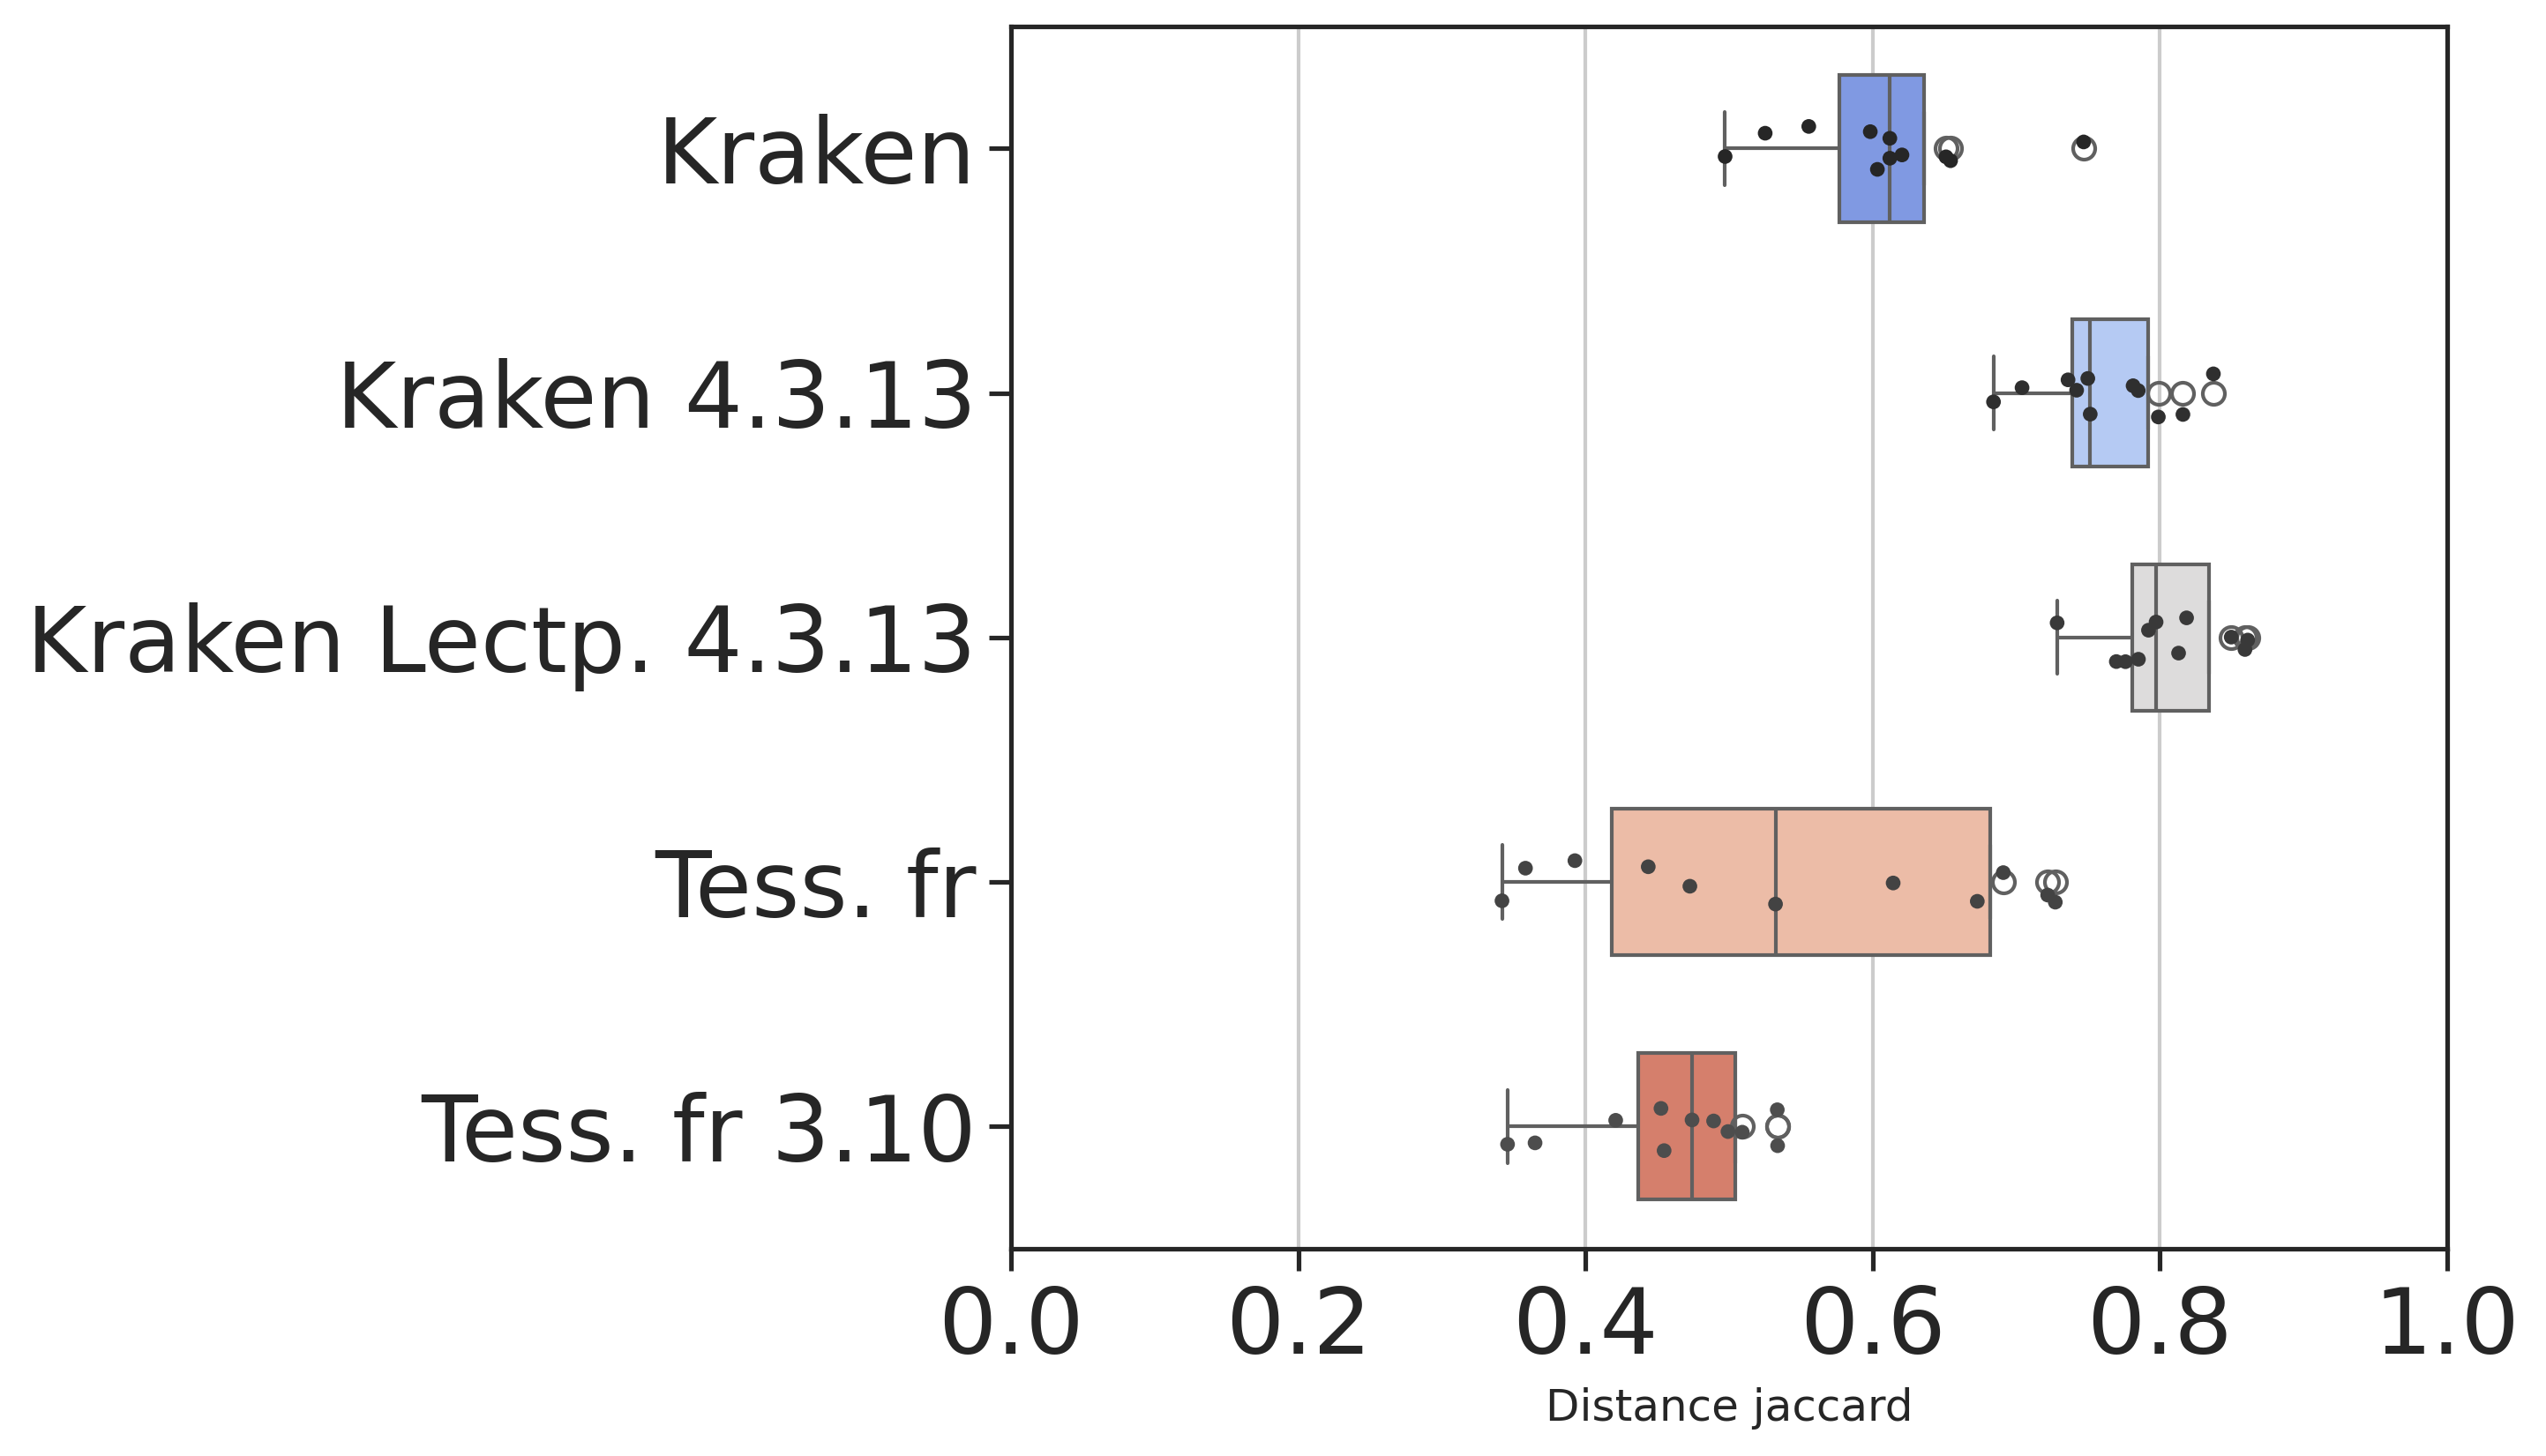 Kraken
Kraken 4.3.13
Kraken Lectp. 4.3.13
Tess. fr
Tess. fr 3.10
0.0 0.2 0.4 0.6 0.8 1.0
Distance jaccard